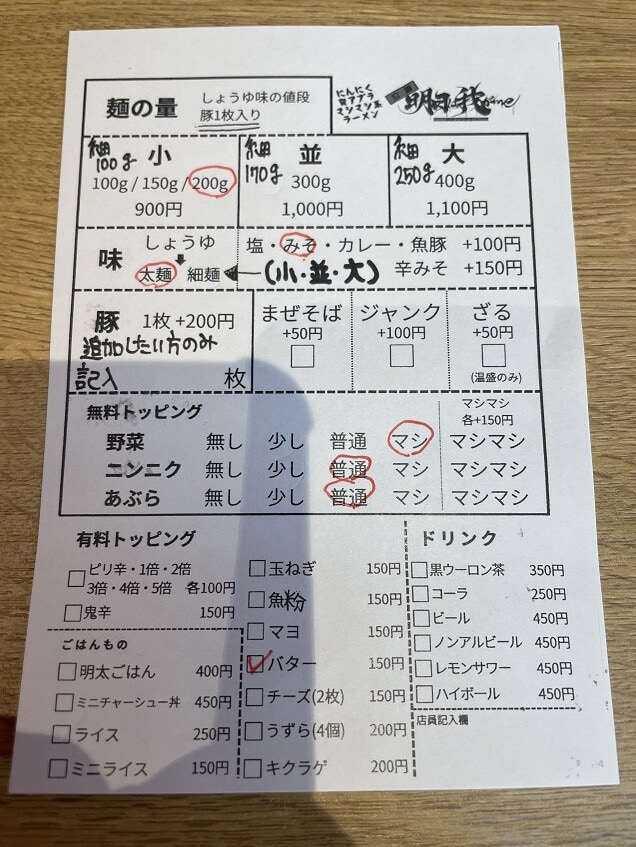 麺の量 しょうゆ味の値段
豚1枚入り
にんにく
背アブラ
マシマシ系
ラーメン
明日我
細100g 小
100g / 150g / 200g
900円
細170g 並
300g
1,000円
細250g 大
400g
1,100円
味 しょうゆ
太麺 細麺 (小・並・大)
塩・みそ・カレー・魚豚 +100円
辛みそ +150円
豚 1枚 +200円
追加したい方のみ
記入 枚
まぜそば
+50円
ジャンク
+100円
ざる
+50円
(温盛のみ)
無料トッピング
マシマシ
各+150円
野菜 無し 少し 普通 マシ マシマシ
ニンニク 無し 少し 普通 マシ マシマシ
あぶら 無し 少し 普通 マシ マシマシ
有料トッピング
ピリ辛・1倍・2倍
3倍・4倍・5倍 各100円
鬼辛 150円
ごはんもの
明太ごはん 400円
ミニチャーシュー丼 450円
ライス 250円
ミニライス 150円
玉ねぎ 150円
魚粉 150円
マヨ 150円
バター 150円
チーズ(2枚) 150円
うずら(4個) 200円
キクラゲ 200円
ドリンク
黒ウーロン茶 350円
コーラ 250円
ビール 450円
ノンアルビール 450円
レモンサワー 450円
ハイボール 450円
店員記入欄